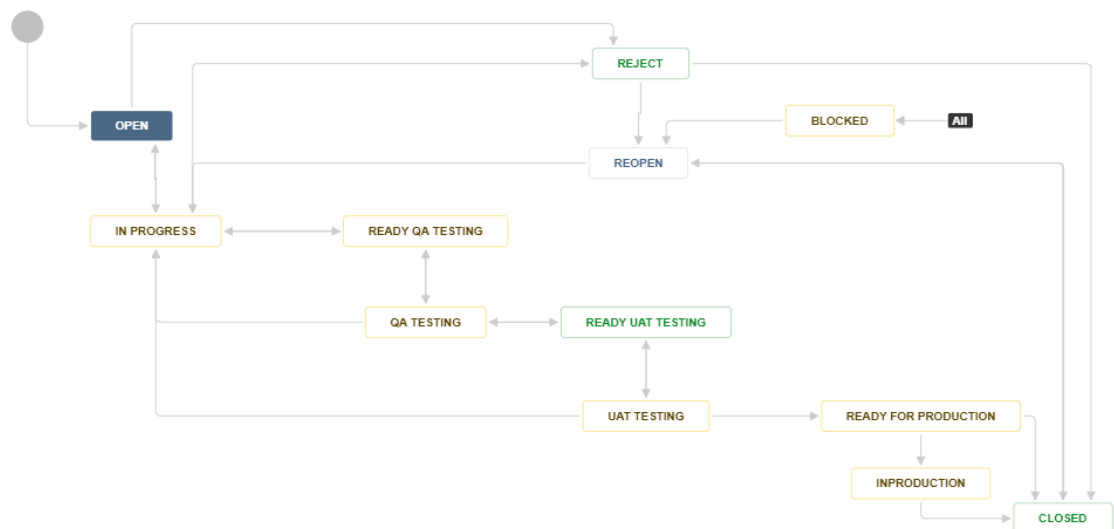 REJECT
OPEN
BLOCKED
All
REOPEN
IN PROGRESS
READY QA TESTING
QA TESTING
READY UAT TESTING
UAT TESTING
READY FOR PRODUCTION
INPRODUCTION
CLOSED